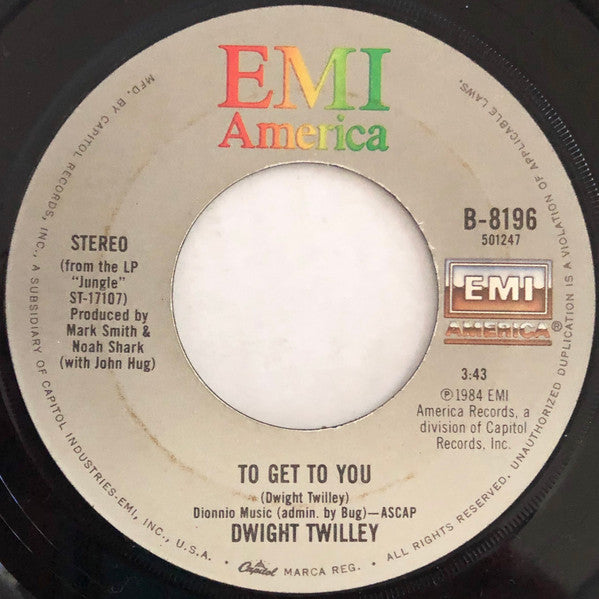 EMI
America
STEREO
(from the LP
"Jungle"
ST-17107)
Produced by
Mark Smith &
Noah Shark
(with John Hug)
B-8196
501247
EMI
AMERICA®
3:43
℗1984 EMI
America Records, a
division of Capitol
Records, Inc.
TO GET TO YOU
(Dwight Twilley)
Dionnio Music (admin. by Bug)—ASCAP
DWIGHT TWILLEY
MFD. BY CAPITOL RECORDS, INC., A SUBSIDIARY OF CAPITOL INDUSTRIES-EMI, INC., U.S.A. • Capitol MARCA REG. • ALL RIGHTS RESERVED. UNAUTHORIZED DUPLICATION IS A VIOLATION OF APPLICABLE LAWS.